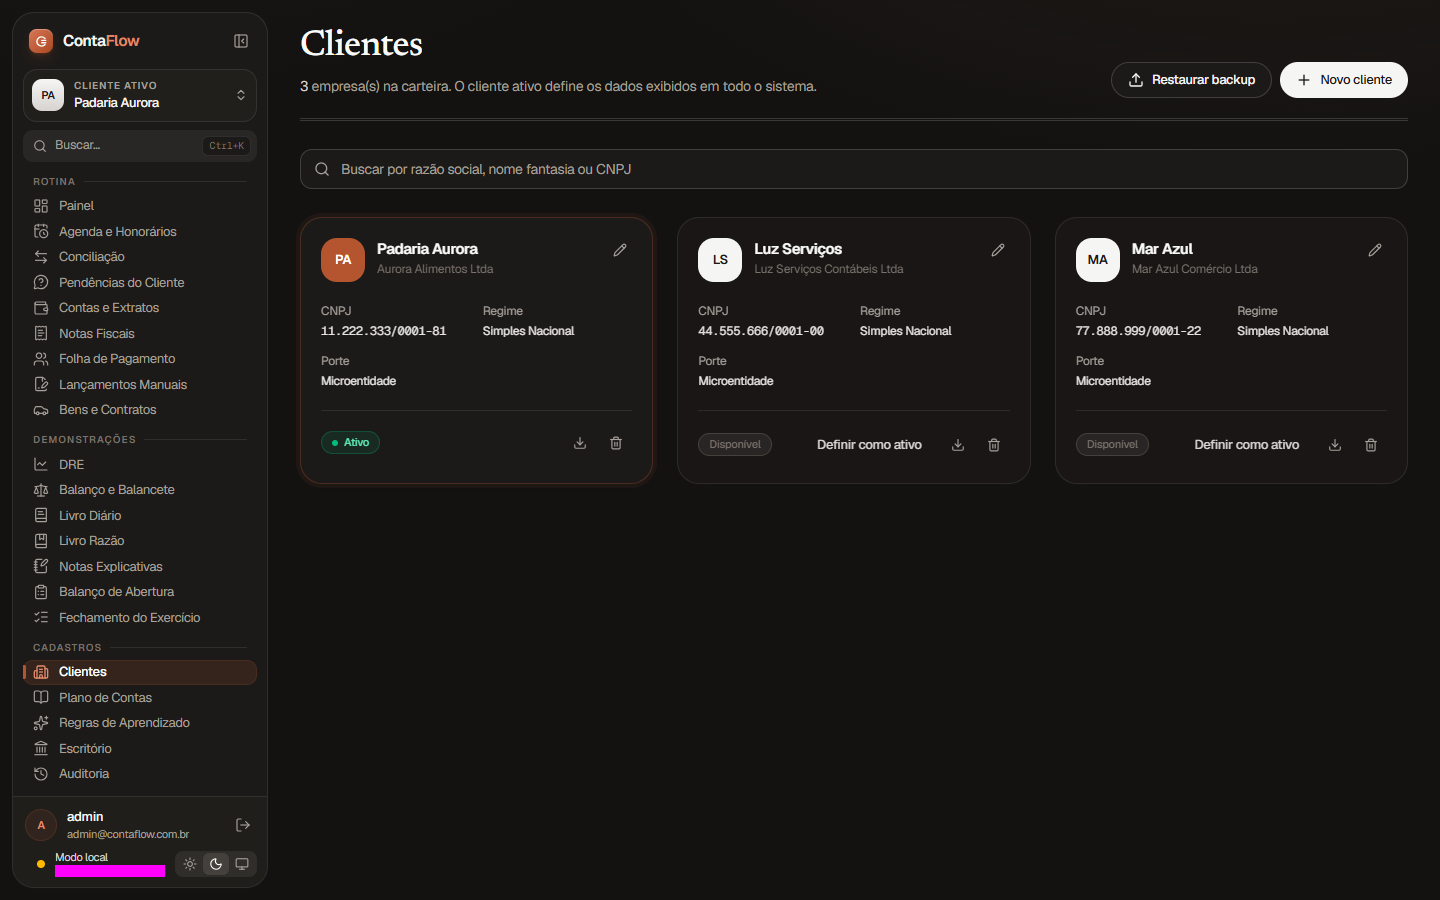 ContaFlow
PA
CLIENTE ATIVO
Padaria Aurora
Buscar...
Ctrl+K
ROTINA
Painel
Agenda e Honorários
Conciliação
Pendências do Cliente
Contas e Extratos
Notas Fiscais
Folha de Pagamento
Lançamentos Manuais
Bens e Contratos
DEMONSTRAÇÕES
DRE
Balanço e Balancete
Livro Diário
Livro Razão
Notas Explicativas
Balanço de Abertura
Fechamento do Exercício
CADASTROS
Clientes
Plano de Contas
Regras de Aprendizado
Escritório
Auditoria
A
admin
admin@contaflow.com.br
Modo local
Clientes
3 empresa(s) na carteira. O cliente ativo define os dados exibidos em todo o sistema.
Restaurar backup
Novo cliente
Buscar por razão social, nome fantasia ou CNPJ
PA
Padaria Aurora
Aurora Alimentos Ltda
CNPJ
Regime
11.222.333/0001-81
Simples Nacional
Porte
Microentidade
Ativo
LS
Luz Serviços
Luz Serviços Contábeis Ltda
CNPJ
Regime
44.555.666/0001-00
Simples Nacional
Porte
Microentidade
Disponível
Definir como ativo
MA
Mar Azul
Mar Azul Comércio Ltda
CNPJ
Regime
77.888.999/0001-22
Simples Nacional
Porte
Microentidade
Disponível
Definir como ativo